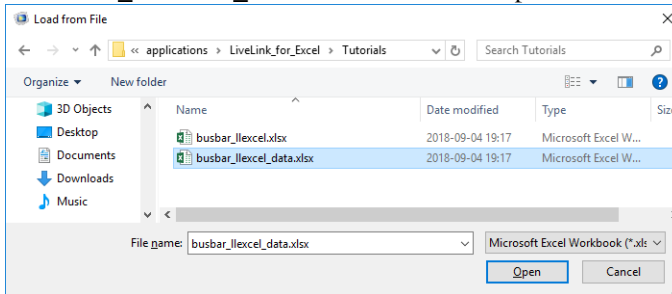 Load from File
« applications > LiveLink_for_Excel > Tutorials
Search Tutorials
Organize
New folder
3D Objects
Desktop
Documents
Downloads
Music
Name Date modified Type
busbar_llexcel.xlsx 2018-09-04 19:17 Microsoft Excel W...
busbar_llexcel_data.xlsx 2018-09-04 19:17 Microsoft Excel W...
File name: busbar_llexcel_data.xlsx Microsoft Excel Workbook (*.xls
Open Cancel